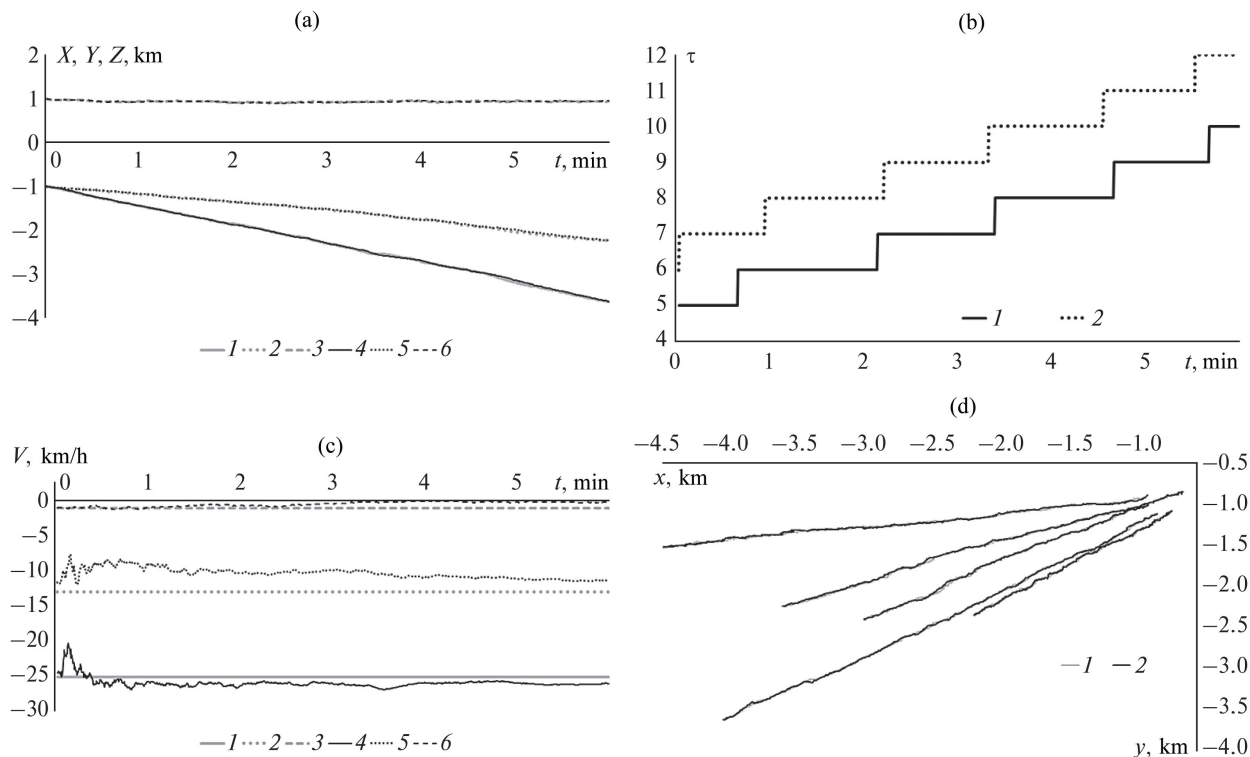 (a)
2 X, Y, Z, km
1
0
0 1 2 3 4 5 t, min
−1
−2
−3
−4
1 2 3 4 5 6
(b)
12 τ
11
10
9
8
7
6
5
4
1 2
0 1 2 3 4 5 t, min
(c)
V, km/h
0 1 2 3 4 5 t, min
0
−5
−10
−15
−20
−25
−30
1 2 3 4 5 6
(d)
−4.5 −4.0 −3.5 −3.0 −2.5 −2.0 −1.5 −1.0
x, km
−0.5
−1.0
−1.5
−2.0
−2.5
−3.0
−3.5
−4.0
1 2
y, km